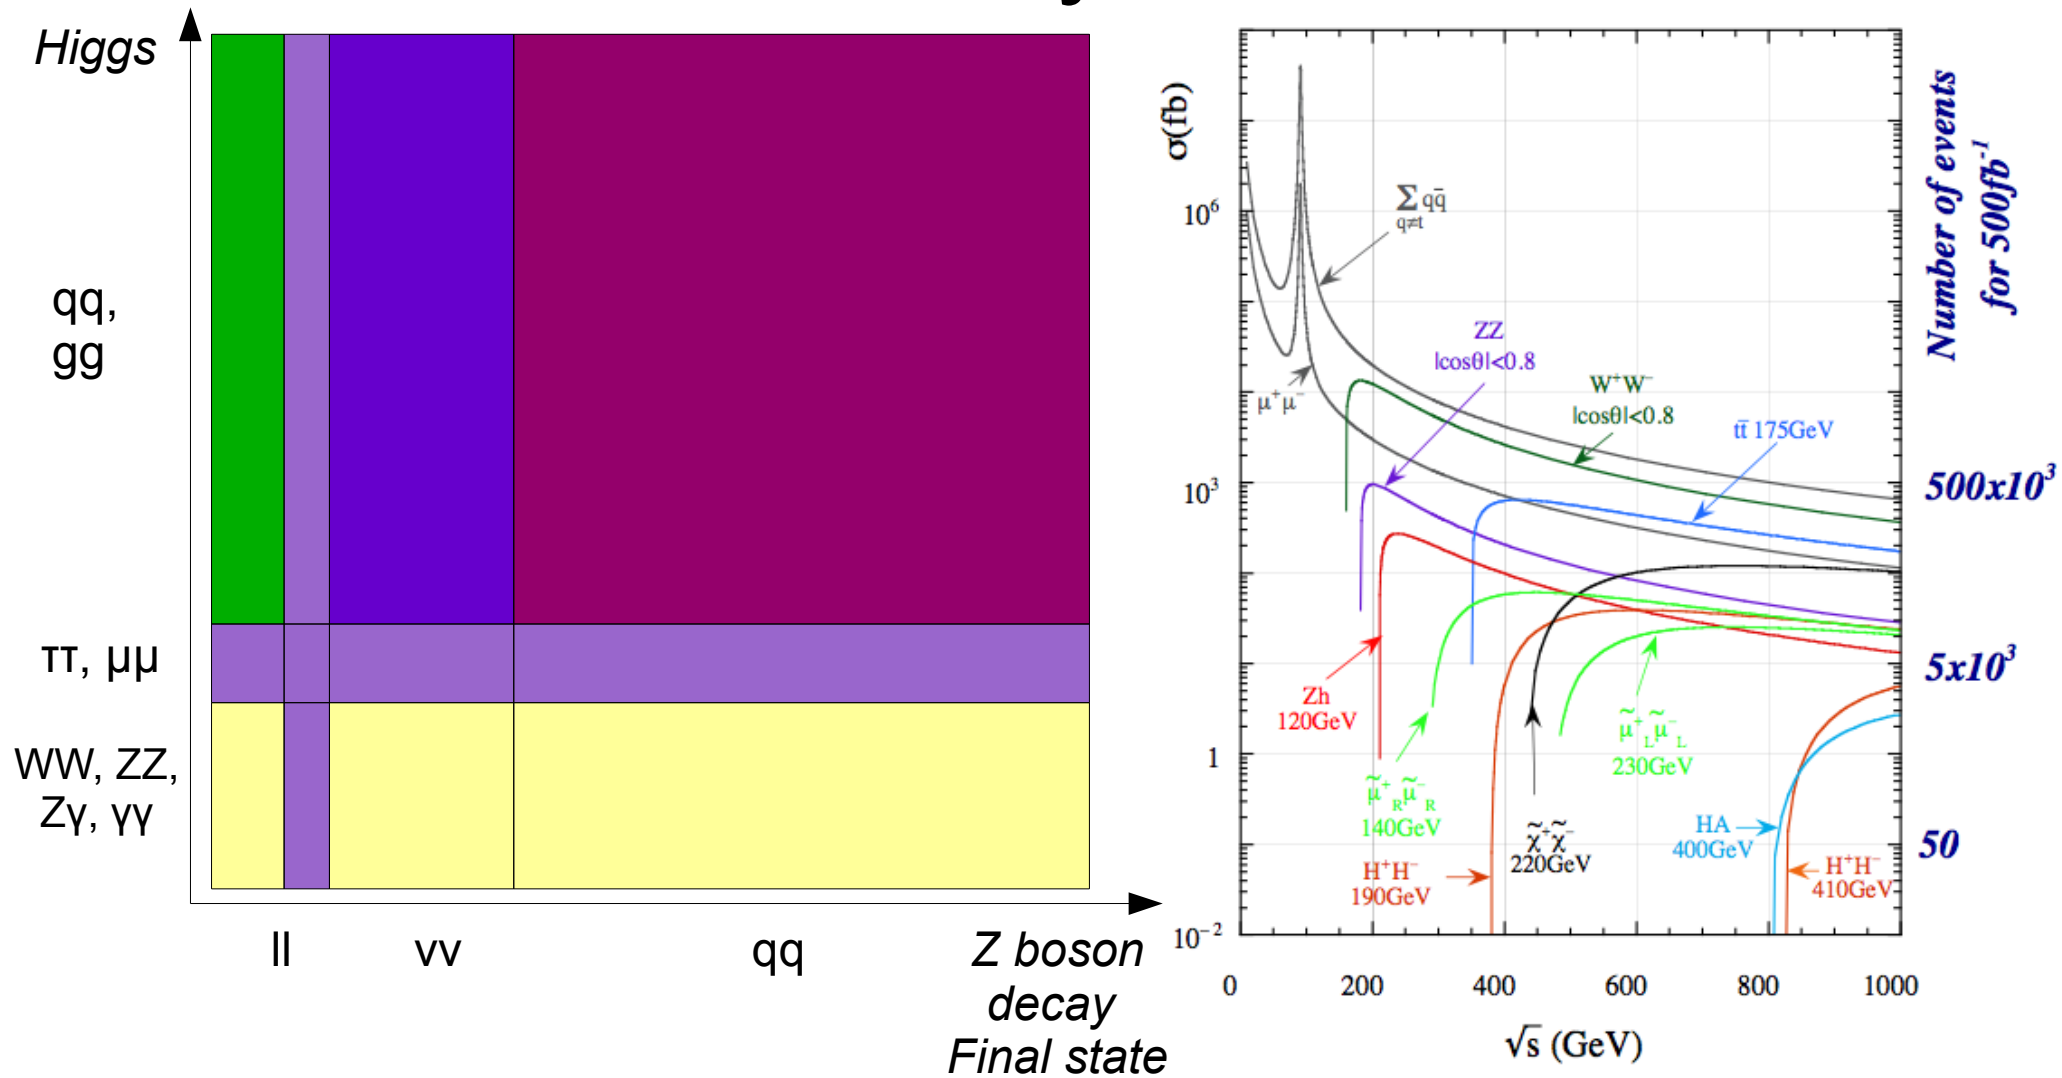 Higgs
qq,
gg
ττ, μμ
WW, ZZ,
Zγ, γγ
ll
νν
qq
Z boson
decay
Final state
σ(fb)
10⁶
10³
1
10⁻²
0
200
400
600
800
1000
√s (GeV)
Σ qq̄
q≠t
μ⁺μ⁻
ZZ
|cosθ|<0.8
W⁺W⁻
|cosθ|<0.8
tt̄ 175GeV
Zh
120GeV
μ̃⁺R μ̃⁻R
140GeV
H⁺H⁻
190GeV
χ̃⁺χ̃⁻
220GeV
μ̃⁺L μ̃⁻L
230GeV
HA
400GeV
H⁺H⁻
410GeV
Number of events
for 500fb⁻¹
500x10³
5x10³
50